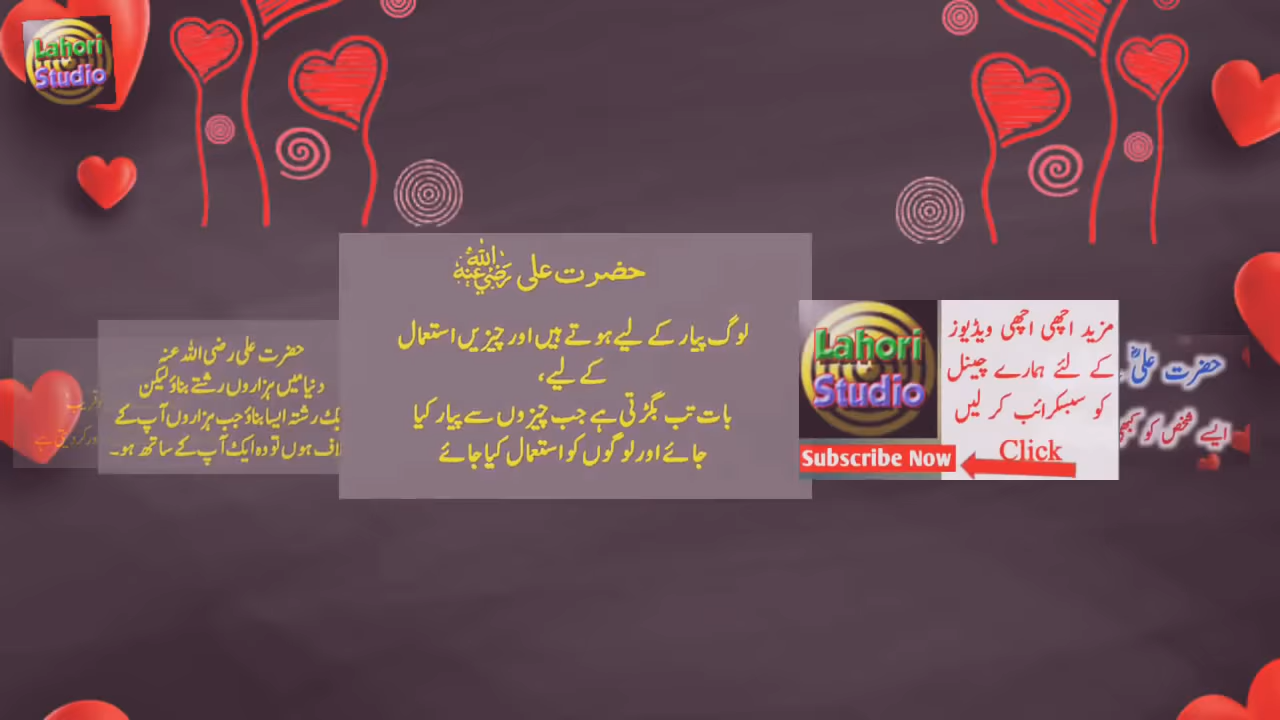 Lahori
Studio
حضرت علی رضی اللہ عنہ
لوگ پیار کے لیے ہوتے ہیں اور چیزیں استعمال
کے لیے،
بات تب بگڑتی ہے جب چیزوں سے پیار کیا
جائے اور لوگوں کو استعمال کیا جائے
Lahori
Studio
Subscribe Now
مزید اچھی اچھی ویڈیوز
کے لئے ہمارے چینل
کو سبسکرائب کر لیں
Click
حضرت علیؓ
ایسے شخص کو کبھی
حضرت علی رضی اللہ عنہ
دنیا میں ہزاروں رشتے بناؤ لیکن
رشتہ ایسا بناؤ جب ہزاروں آپ کے
ہوں تو وہ ایک آپ کے ساتھ ہو۔